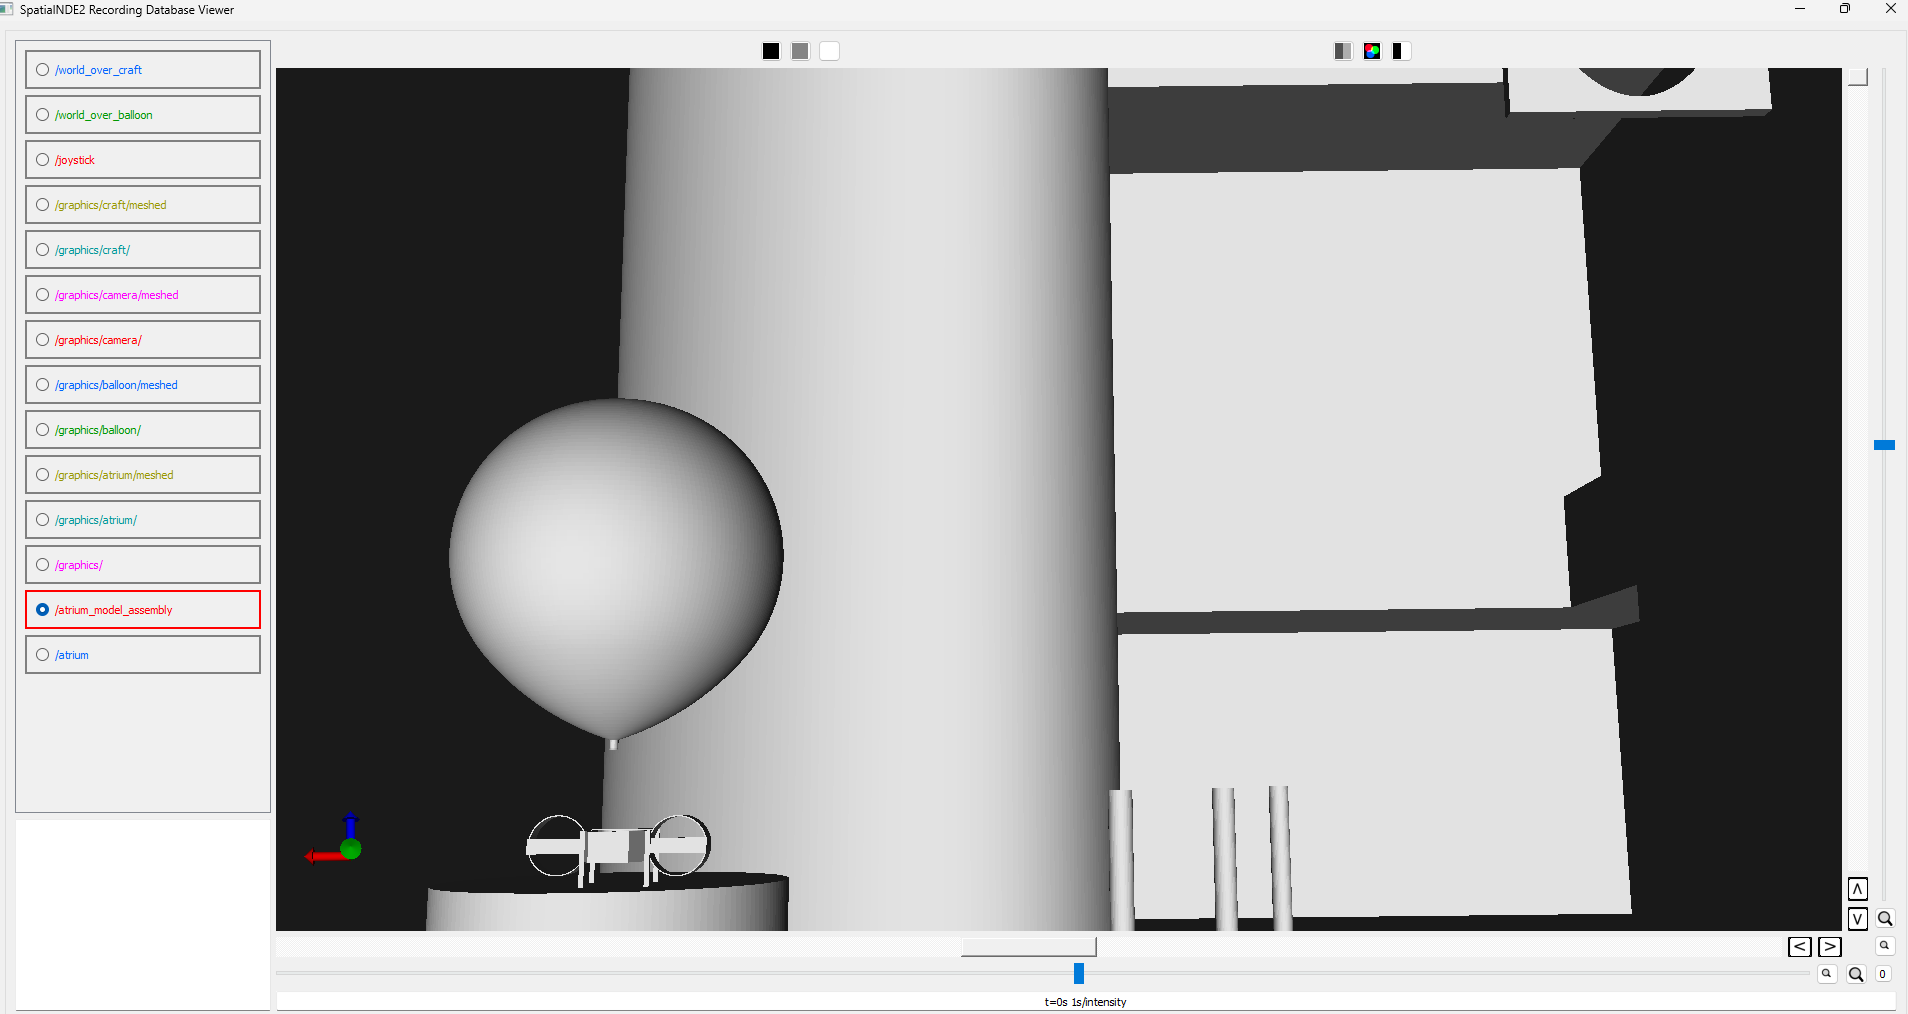 SpatialNDE2 Recording Database Viewer
/world_over_craft
/world_over_balloon
/joystick
/graphics/craft/meshed
/graphics/craft/
/graphics/camera/meshed
/graphics/camera/
/graphics/balloon/meshed
/graphics/balloon/
/graphics/atrium/meshed
/graphics/atrium/
/graphics/
/atrium_model_assembly
/atrium
Λ
V
< >
0
t=0s 1s/intensity